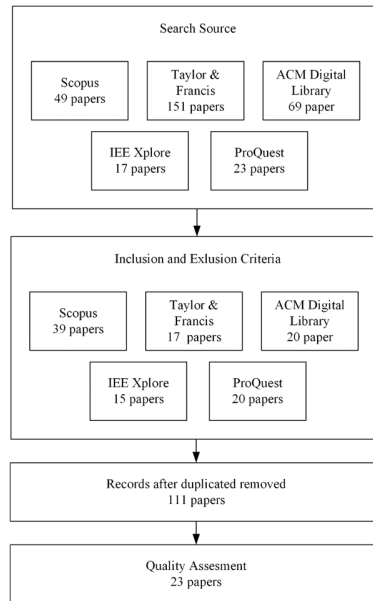 Search Source
Scopus
49 papers
Taylor &
Francis
151 papers
ACM Digital
Library
69 paper
IEE Xplore
17 papers
ProQuest
23 papers
Inclusion and Exlusion Criteria
Scopus
39 papers
Taylor &
Francis
17 papers
ACM Digital
Library
20 paper
IEE Xplore
15 papers
ProQuest
20 papers
Records after duplicated removed
111 papers
Quality Assesment
23 papers